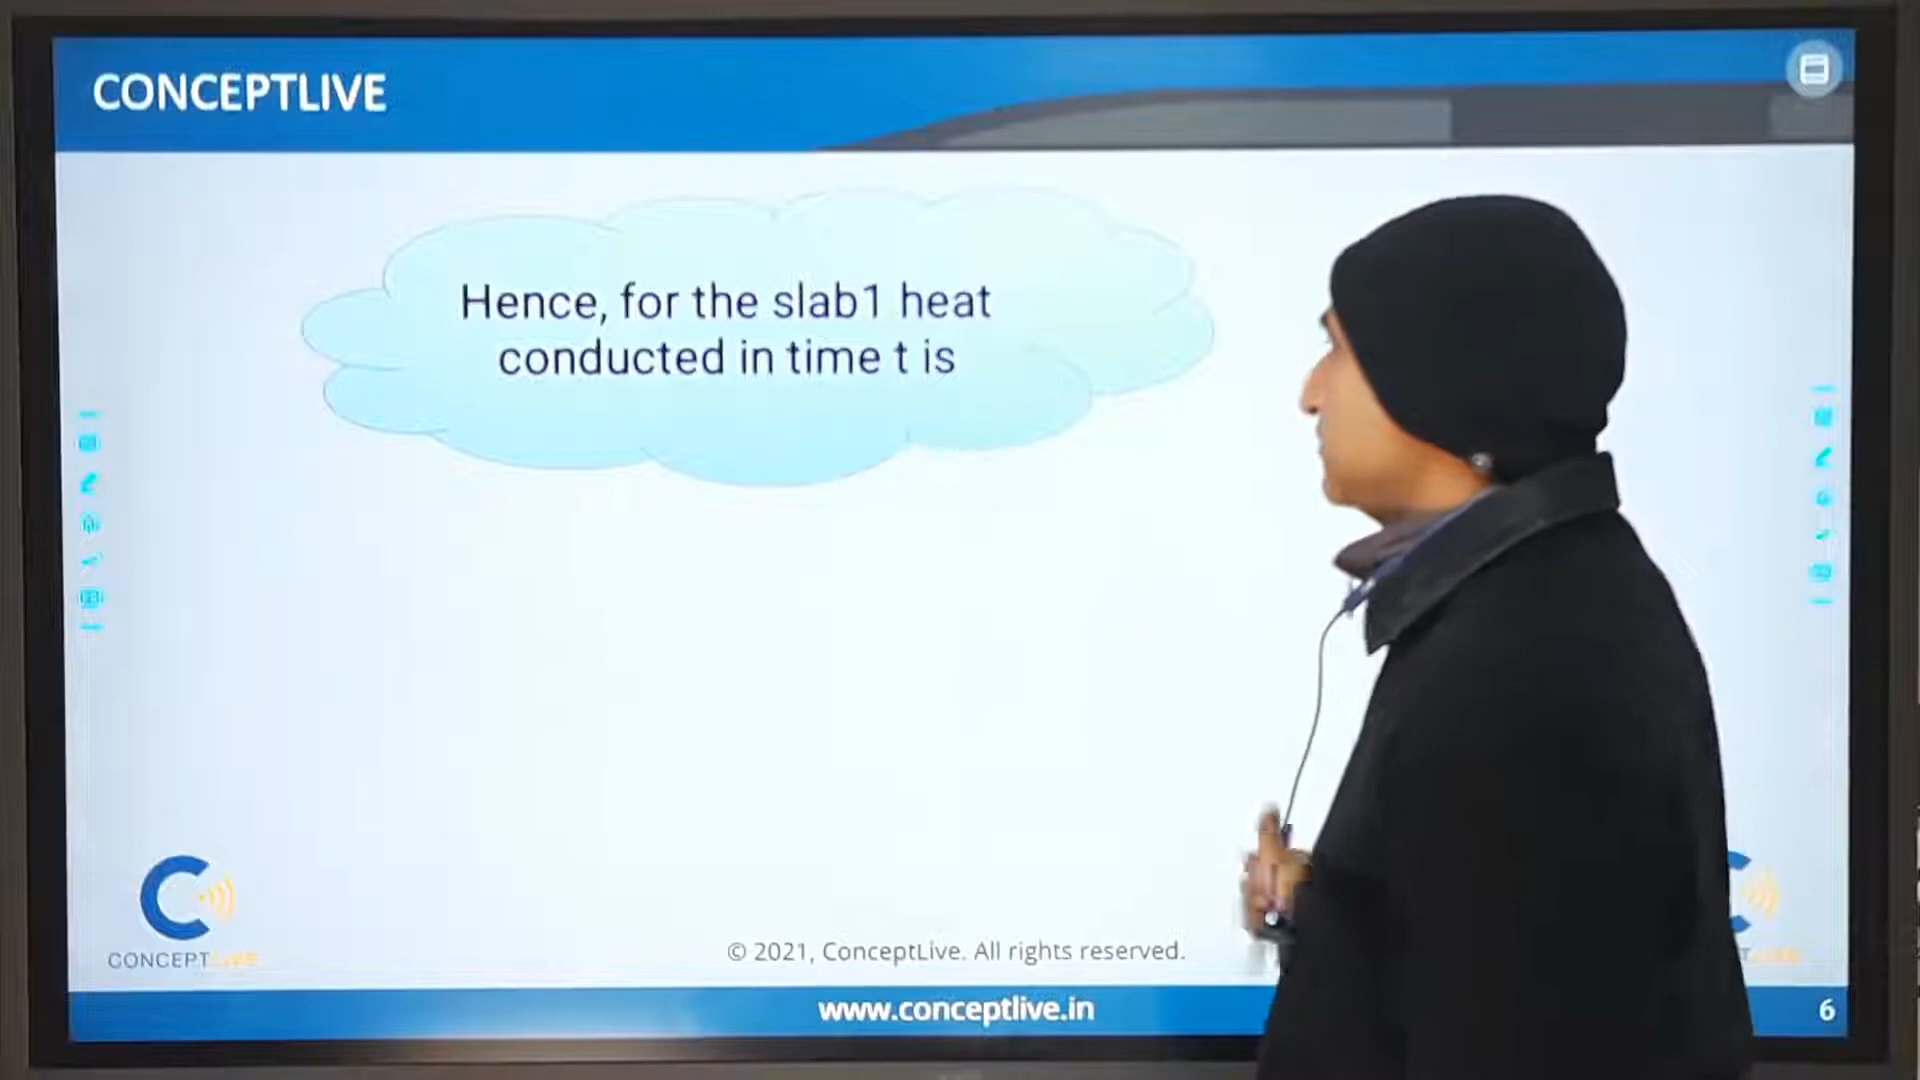 CONCEPTLIVE
Hence, for the slab1 heat
conducted in time t is
CONCEPTLIVE
© 2021, ConceptLive. All rights reserved.
www.conceptlive.in
6